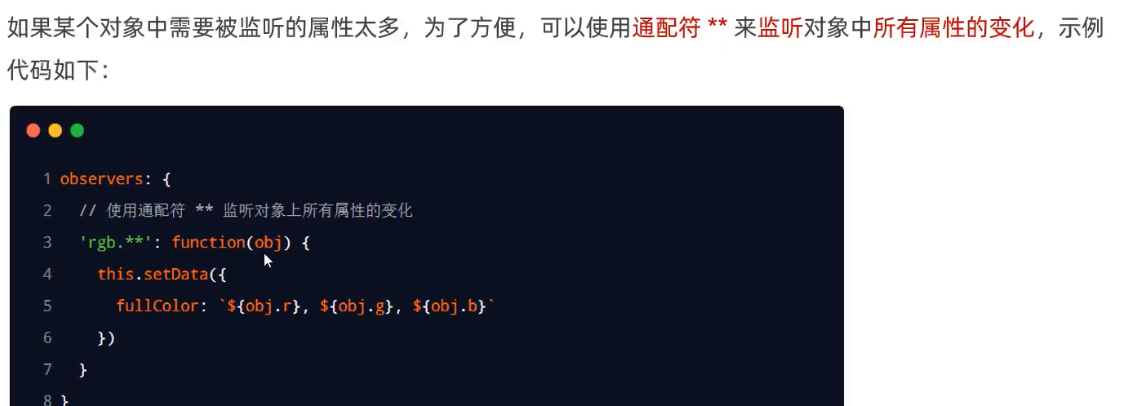 如果某个对象中需要被监听的属性太多，为了方便，可以使用通配符 ** 来监听对象中所有属性的变化，示例
代码如下：
1 observers: {
2   // 使用通配符 ** 监听对象上所有属性的变化
3   'rgb.**': function(obj) {
4     this.setData({
5       fullColor: `${obj.r}, ${obj.g}, ${obj.b}`
6     })
7   }
8 }